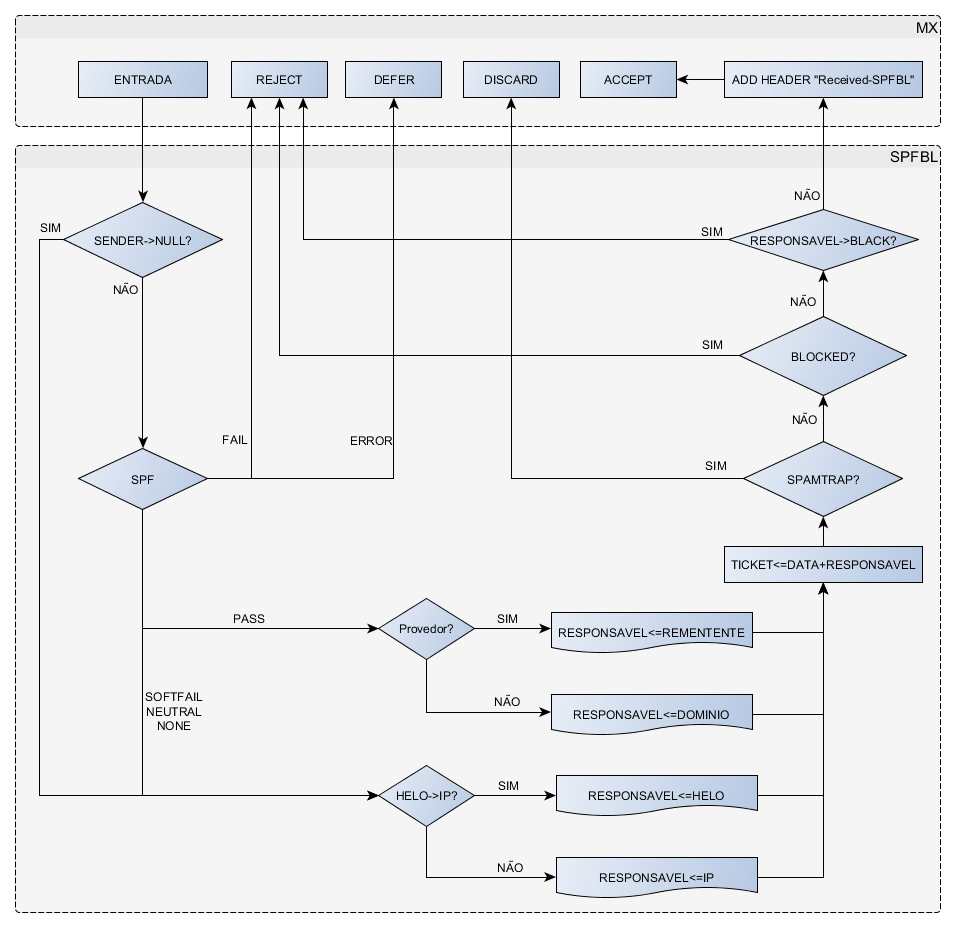 MX
ENTRADA
REJECT
DEFER
DISCARD
ACCEPT
ADD HEADER "Received-SPFBL"
SPFBL
NÃO
SIM
SENDER->NULL?
SIM
RESPONSAVEL->BLACK?
NÃO
NÃO
SIM
BLOCKED?
NÃO
FAIL
ERROR
SIM
SPF
SPAMTRAP?
TICKET<=DATA+RESPONSAVEL
PASS
Provedor?
SIM
RESPONSAVEL<=REMENTENTE
SOFTFAIL
NEUTRAL
NONE
NÃO
RESPONSAVEL<=DOMINIO
HELO->IP?
SIM
RESPONSAVEL<=HELO
NÃO
RESPONSAVEL<=IP